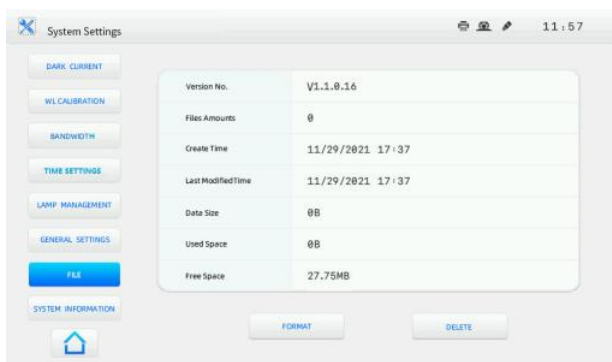 System Settings
11:57
DARK CURRENT
WL CALIBRATION
BANDWIDTH
TIME SETTINGS
LAMP MANAGEMENT
GENERAL SETTINGS
FILE
SYSTEM INFORMATION
Version No. V1.1.0.16
Files Amounts 0
Create Time 11/29/2021 17:37
Last ModifiedTime 11/29/2021 17:37
Data Size 0B
Used Space 0B
Free Space 27.75MB
FORMAT
DELETE